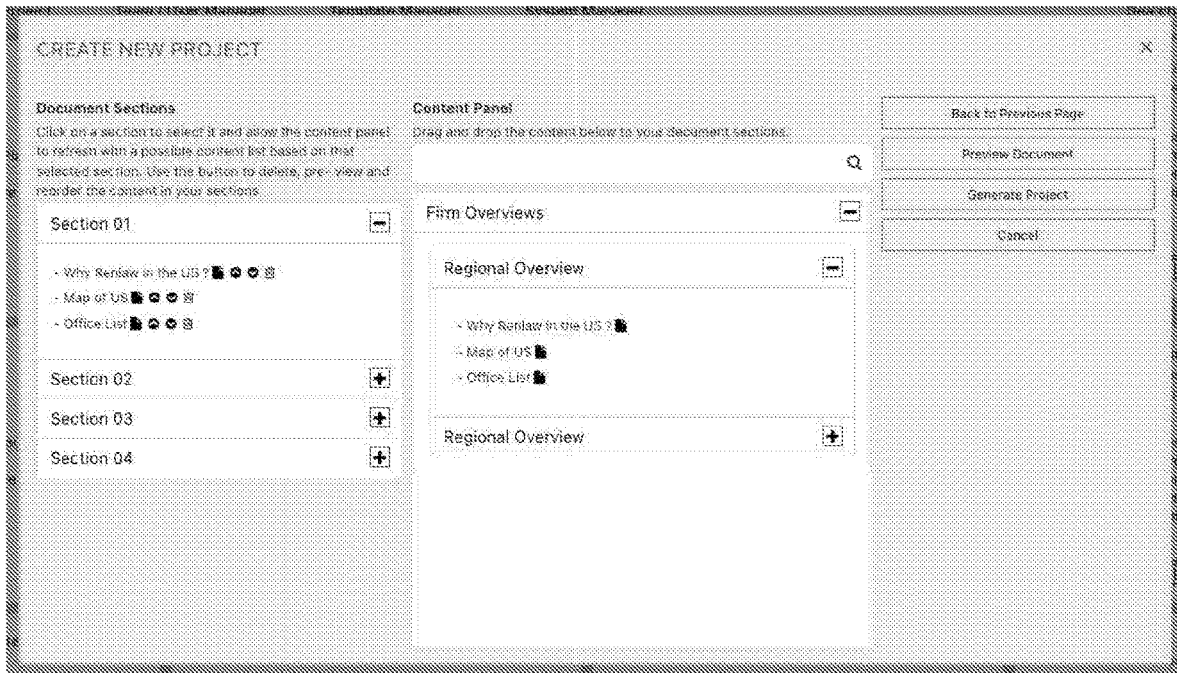 Template Manager
System Manager
CREATE NEW PROJECT
Document Sections
Click on a section to select it and allow the content panel
to refresh with a possible content list based on that
selected section. Use the button to delete, pre- view and
reorder the content in your sections.
Section 01
- Why Renlaw in the US ?
- Map of US
- Office List
Section 02
Section 03
Section 04
Content Panel
Drag and drop the content below to your document sections.
Firm Overviews
Regional Overview
- Why Renlaw in the US ?
- Map of US
- Office List
Regional Overview
Back to Previous Page
Preview Document
Generate Project
Cancel